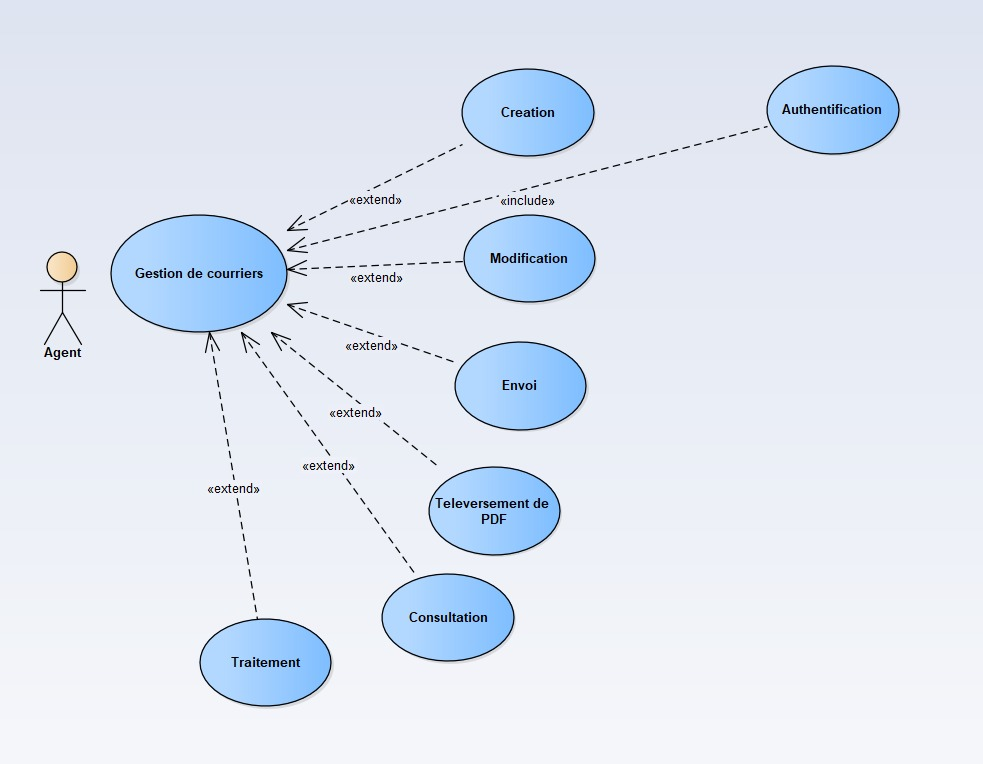 Creation
Authentification
«extend»
«include»
Modification
Gestion de courriers
«extend»
Agent
«extend»
Envoi
«extend»
«extend»
«extend»
Televersement de
PDF
Consultation
Traitement